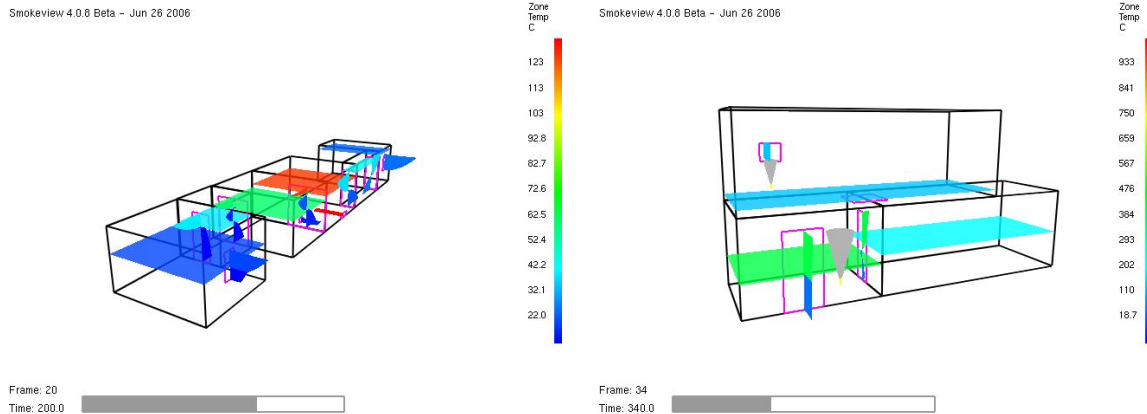 Smokeview 4.0.8 Beta - Jun 26 2006
Zone
Temp
C
123
113
103
92.8
82.7
72.6
62.5
52.4
42.2
32.1
22.0
Frame: 20
Time: 200.0
Smokeview 4.0.8 Beta - Jun 26 2006
Zone
Temp
C
933
841
750
659
567
476
384
293
202
110
18.7
Frame: 34
Time: 340.0